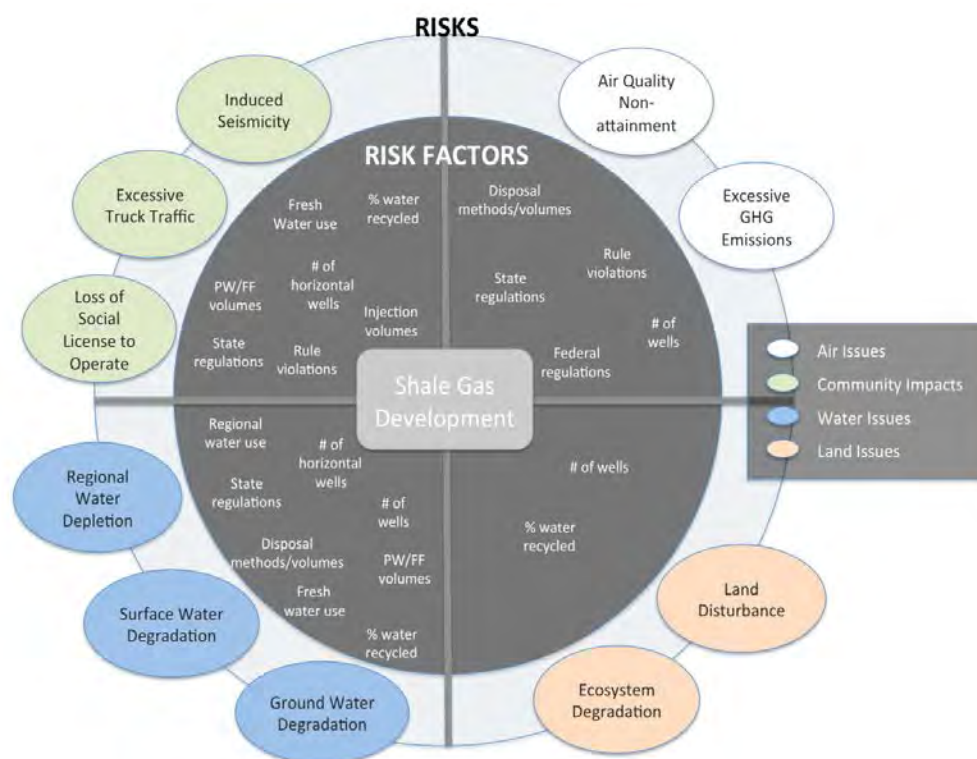 RISKS
Induced
Seismicity
Excessive
Truck Traffic
Loss of
Social
License to
Operate
Air Quality
Non-
attainment
Excessive
GHG
Emissions
RISK FACTORS
Fresh
Water use
% water
recycled
PW/FF
volumes
# of
horizontal
wells
Injection
volumes
State
regulations
Rule
violations
Disposal
methods/volumes
State
regulations
Rule
violations
# of
wells
Federal
regulations
Shale Gas
Development
Air Issues
Community Impacts
Water Issues
Land Issues
Regional
water use
# of
horizontal
wells
State
regulations
# of
wells
Disposal
methods/volumes
PW/FF
volumes
Fresh
water use
% water
recycled
# of wells
% water
recycled
Regional
Water
Depletion
Surface Water
Degradation
Ground Water
Degradation
Land
Disturbance
Ecosystem
Degradation